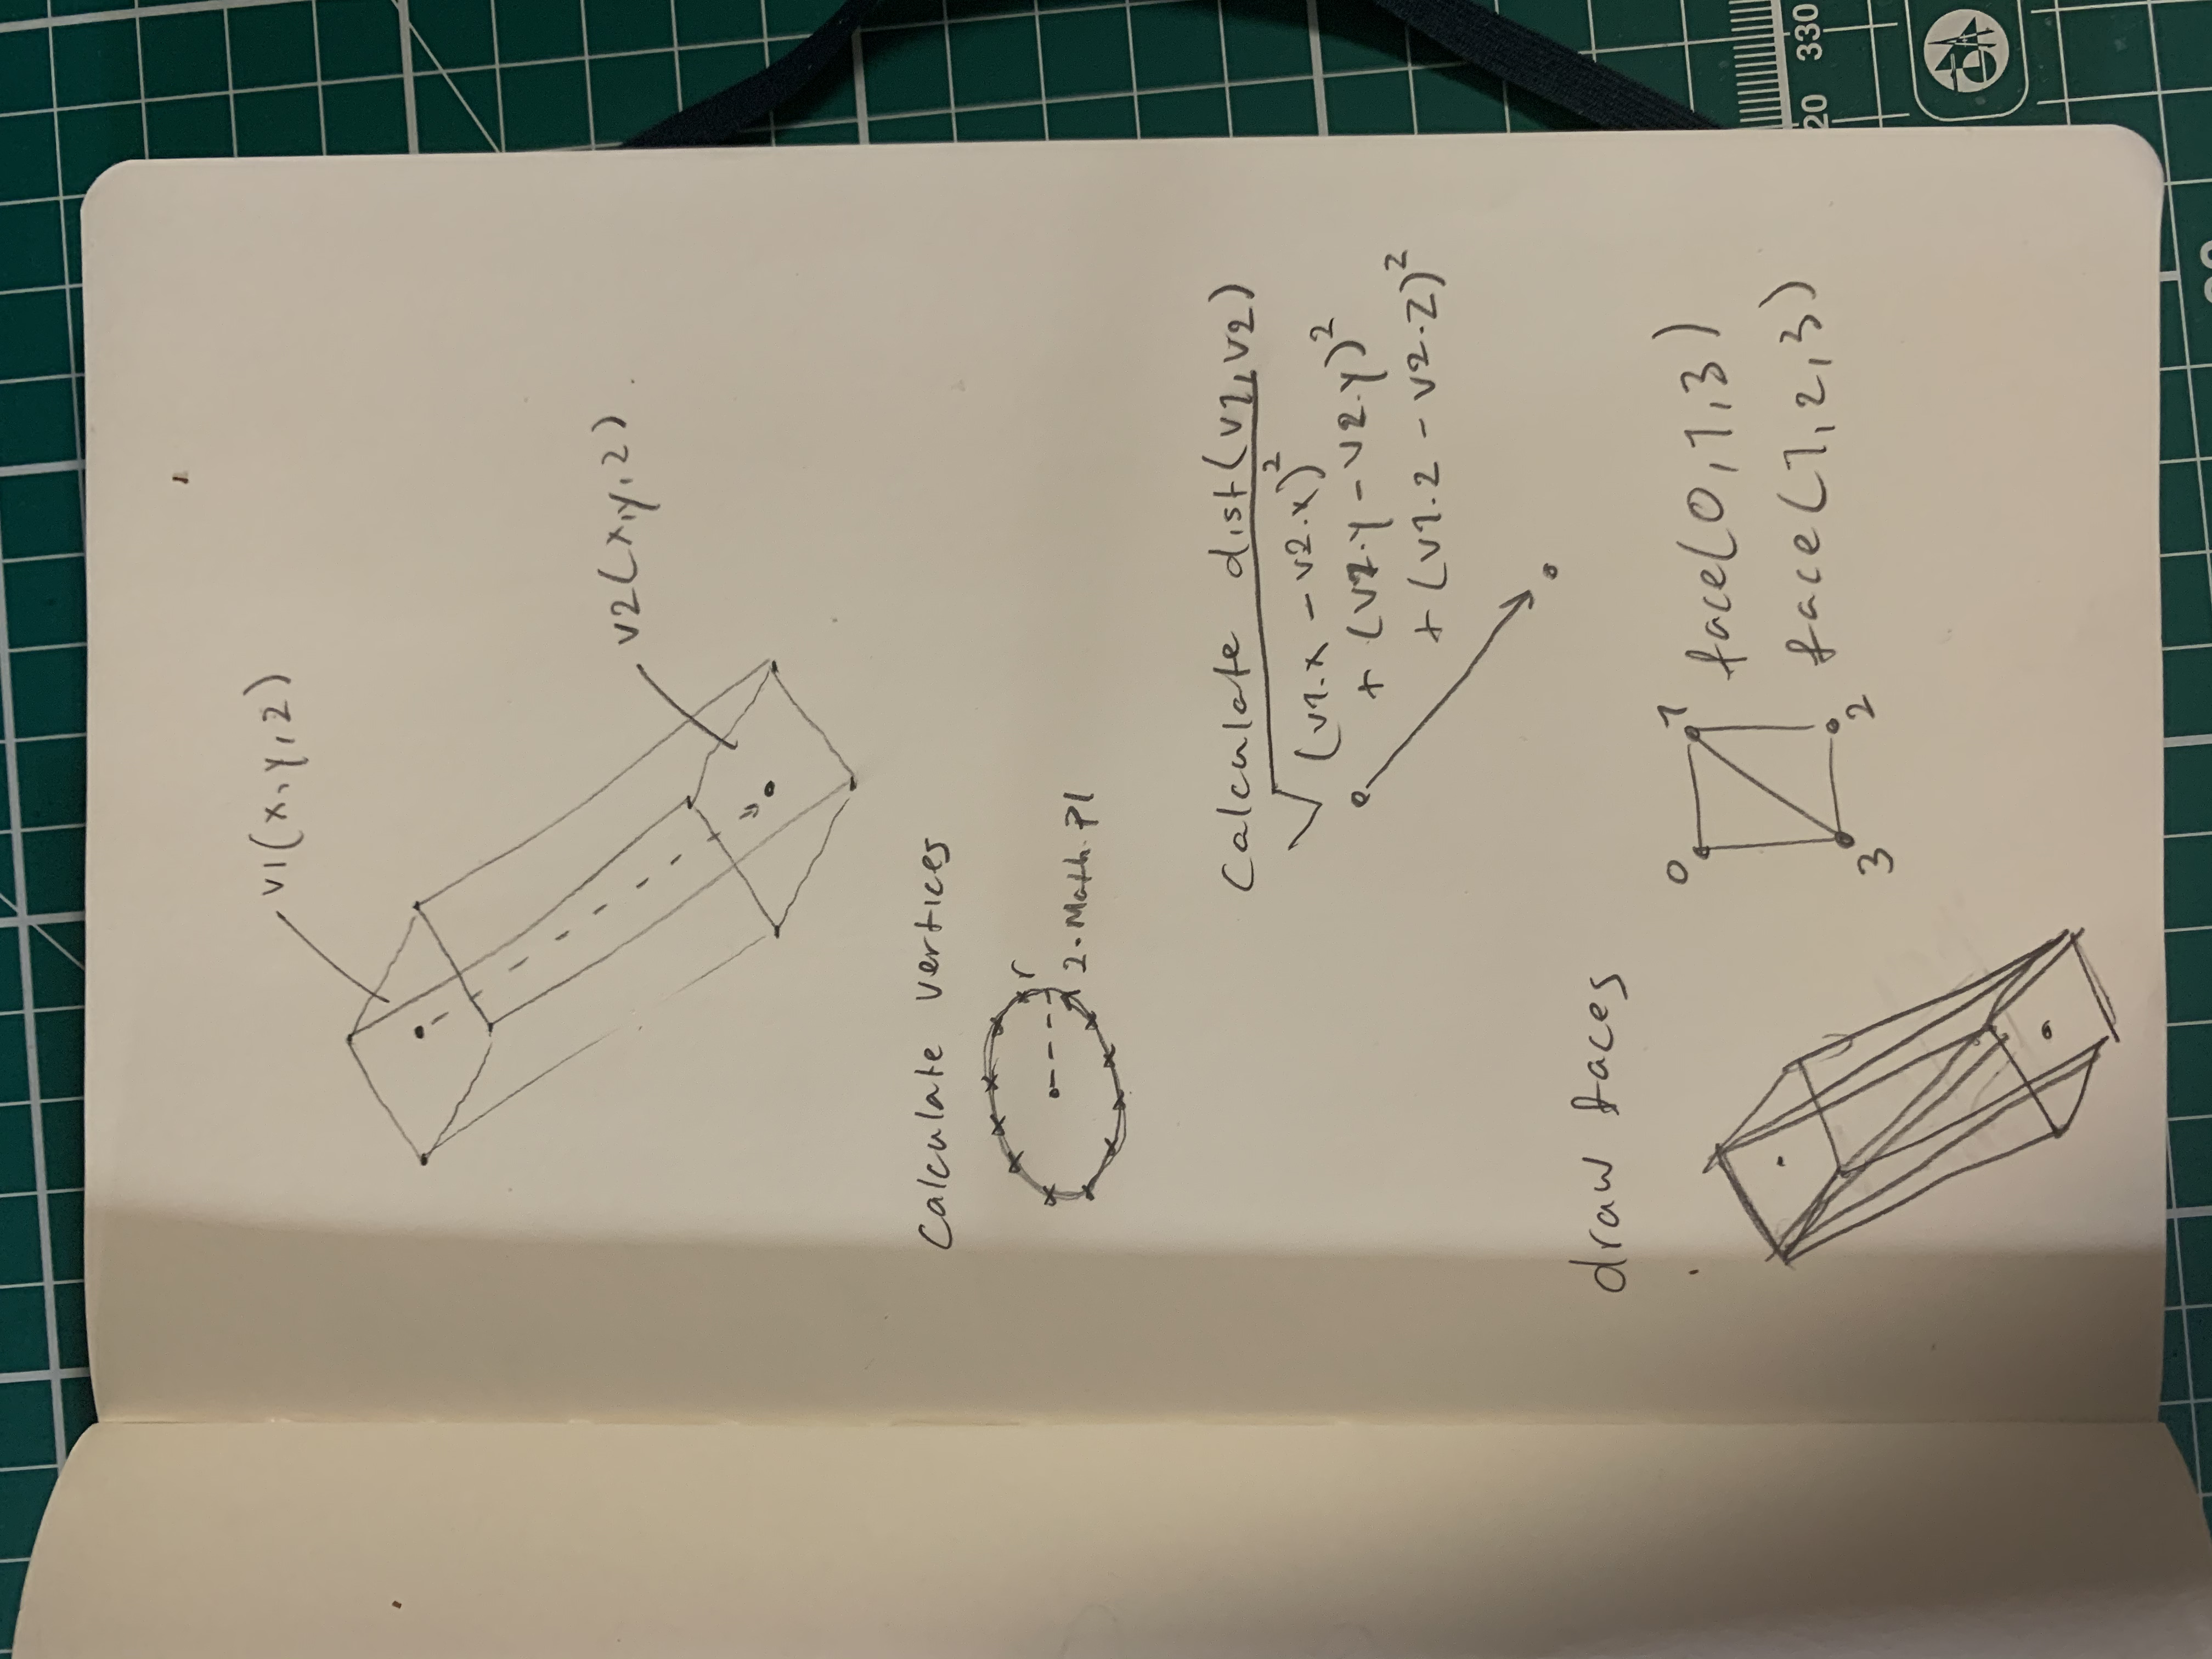 v1(x,y,z)
v2(x,y,z)
Calculate vertices
r
2·Math.PI
Calculate dist(v1,v2)
√(v1.x - v2.x)²
+ (v1.y - v2.y)²
+ (v1.z - v2.z)²
draw faces
0 1
face(0,1,3)
face(1,2,3)
3 2
20 330